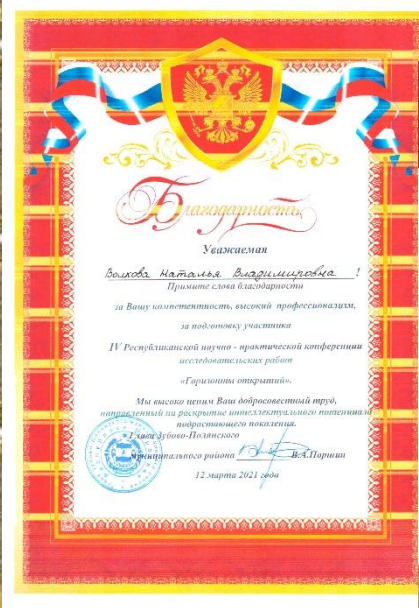 Благодарность
Уважаемая
Волкова Наталья Владимировна !
Примите слова благодарности
за Вашу компетентность, высокий профессионализм,
за подготовку участника
IV Республиканской научно - практической конференции
исследовательских работ
«Горизонты открытий».
Мы высоко ценим Ваш добросовестный труд,
направленный на раскрытие интеллектуального потенциала
подрастающего поколения.
Глава Зубово-Полянского
муниципального района В.А.Поршин
12 марта 2021 года